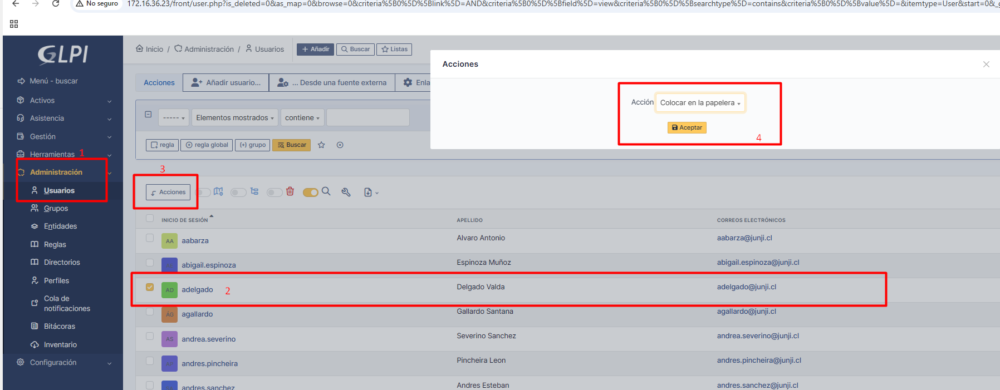 No seguro 172.16.36.23/front/user.php?is_deleted=0&as_map=0&browse=0&criteria%5B0%5D%5Blink%5D=AND&criteria%5B0%5D%5Bfield%5D=view&criteria%5B0%5D%5Bsearchtype%5D=contains&criteria%5B0%5D%5Bvalue%5D=&itemtype=User&start=0&_g
GLPI
Menú - buscar
Activos
Asistencia
Gestión
Herramientas 1
Administración
Usuarios
Grupos
Entidades
Reglas
Directorios
Perfiles
Cola de
notificaciones
Bitácoras
Inventario
Configuración
Inicio / Administración / Usuarios + Añadir Buscar Listas
Acciones Añadir usuario... ... Desde una fuente externa Enla
----- Elementos mostrados contiene
regla regla global (+) grupo Buscar
Acciones
Acción Colocar en la papelera
Aceptar
4
3
Acciones
INICIO DE SESIÓN APELLIDO CORREOS ELECTRÓNICOS
AA aabarza Alvaro Antonio aabarza@junji.cl
abigail.espinoza Espinoza Muñoz abigail.espinoza@junji.cl
AD adelgado 2 Delgado Valda adelgado@junji.cl
ÁG agallardo Gallardo Santana agallardo@junji.cl
AS andrea.severino Severino Sanchez andrea.severino@junji.cl
andres.pincheira Pincheira Leon andres.pincheira@junji.cl
andres.sanchez Andres Esteban andres.sanchez@junji.cl